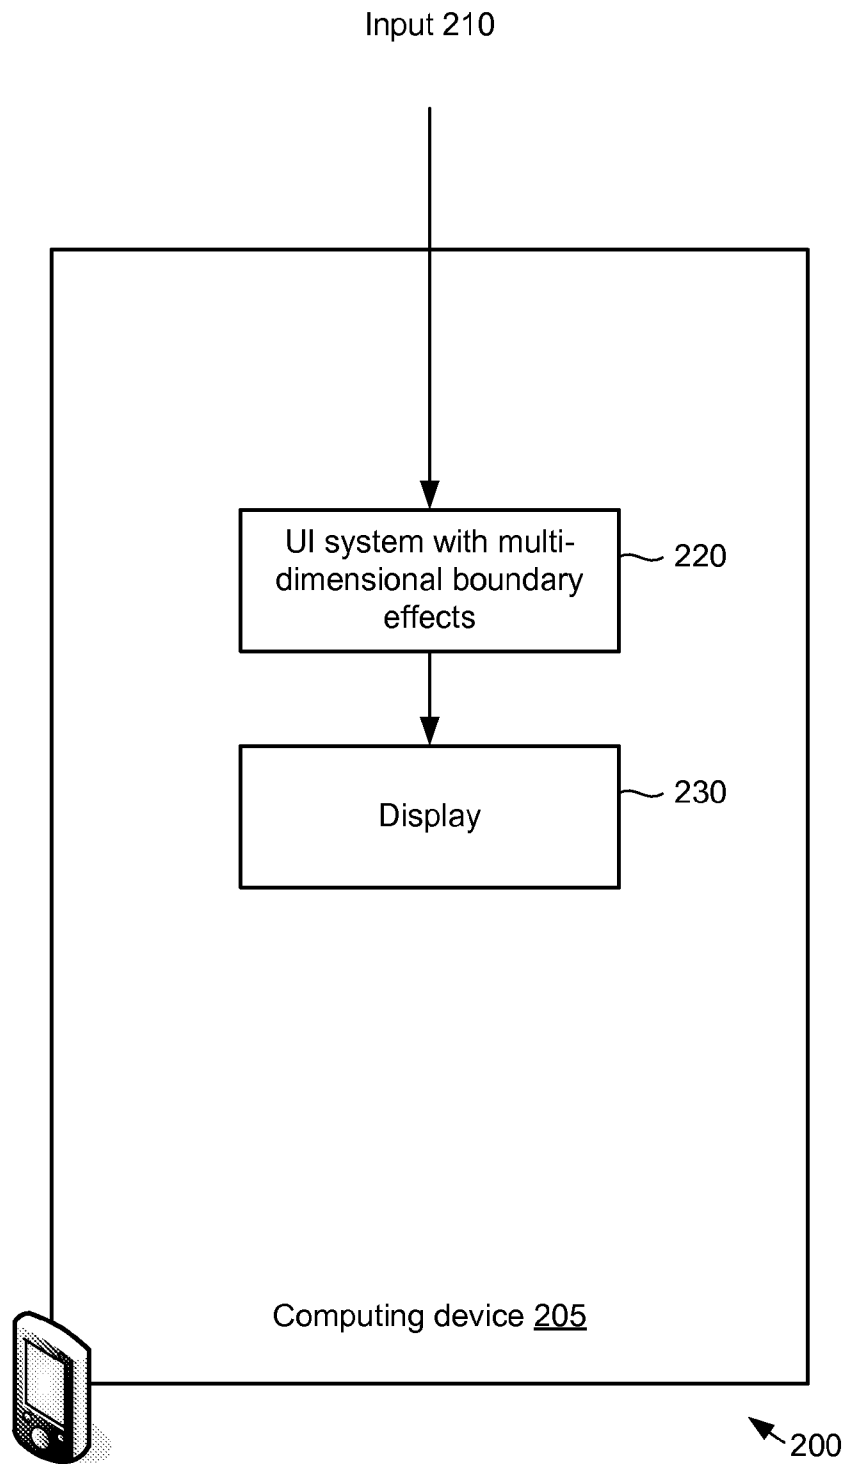 Input 210
UI system with multi-
dimensional boundary
effects
220
Display
230
Computing device 205
200